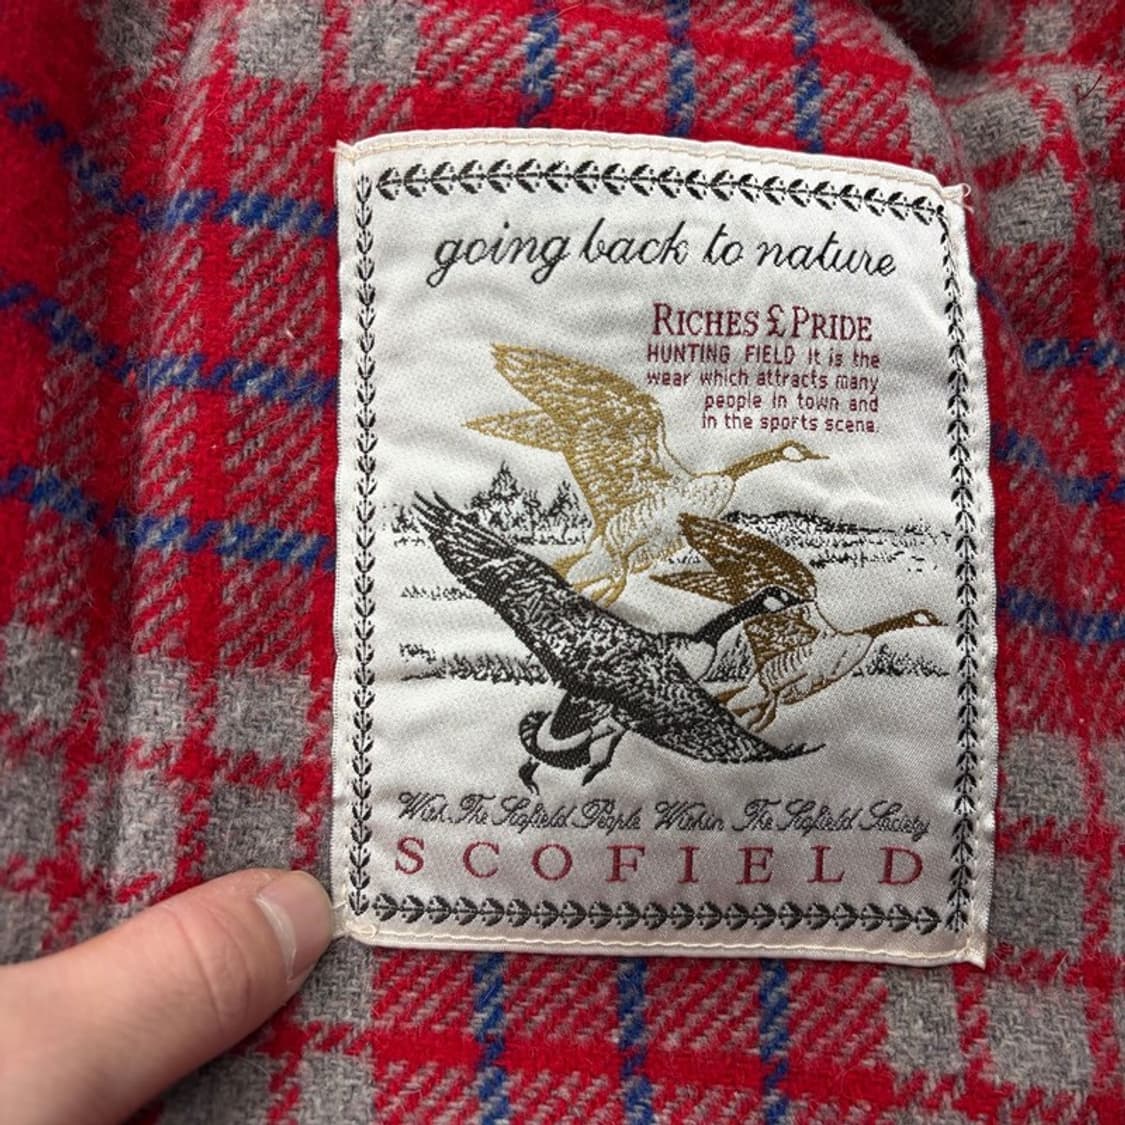 going back to nature
RICHES £ PRIDE
HUNTING FIELD It is the
wear which attracts many
people in town and
in the sports scene.
With The Scofield People Within The Scofield Society
SCOFIELD